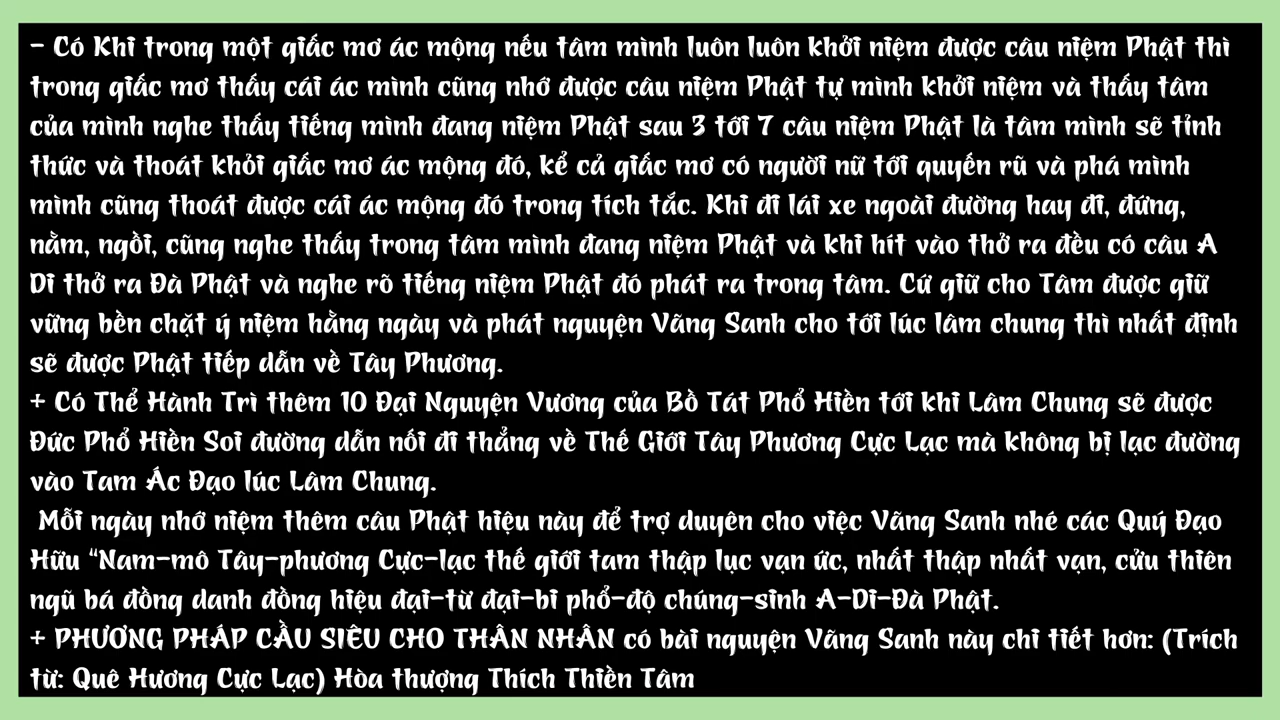 - Có Khi trong một giấc mơ ác mộng nếu tâm mình luôn luôn khởi niệm được câu niệm Phật thì
trong giấc mơ thấy cái ác mình cũng nhớ được câu niệm Phật tự mình khởi niệm và thấy tâm
của mình nghe thấy tiếng mình đang niệm Phật sau 3 tới 7 câu niệm Phật là tâm mình sẽ tỉnh
thức và thoát khỏi giấc mơ ác mộng đó, kể cả giấc mơ có người nữ tới quyến rũ và phá mình
mình cũng thoát được cái ác mộng đó trong tích tắc. Khi đi lái xe ngoài đường hay đi, đứng,
nằm, ngồi, cũng nghe thấy trong tâm mình đang niệm Phật và khi hít vào thở ra đều có câu A
Di thở ra Đà Phật và nghe rõ tiếng niệm Phật đó phát ra trong tâm. Cứ giữ cho Tâm được giữ
vững bền chặt ý niệm hằng ngày và phát nguyện Vãng Sanh cho tới lúc lâm chung thì nhất định
sẽ được Phật tiếp dẫn về Tây Phương.
+ Có Thể Hành Trì thêm 10 Đại Nguyện Vương của Bồ Tát Phổ Hiền tới khi Lâm Chung sẽ được
Đức Phổ Hiền Soi đường dẫn nối đi thẳng về Thế Giới Tây Phương Cực Lạc mà không bị lạc đường
vào Tam Ác Đạo lúc Lâm Chung.
Mỗi ngày nhớ niệm thêm câu Phật hiệu này để trợ duyên cho việc Vãng Sanh nhé các Quý Đạo
Hữu "Nam-mô Tây-phương Cực-lạc thế giới tam thập lục vạn ức, nhất thập nhất vạn, cửu thiên
ngũ bá đồng danh đồng hiệu đại-từ đại-bi phổ-độ chúng-sinh A-Di-Đà Phật.
+ PHƯƠNG PHÁP CẦU SIÊU CHO THÂN NHÂN có bài nguyện Vãng Sanh này chi tiết hơn: (Trích
từ: Quê Hương Cực Lạc) Hòa thượng Thích Thiền Tâm